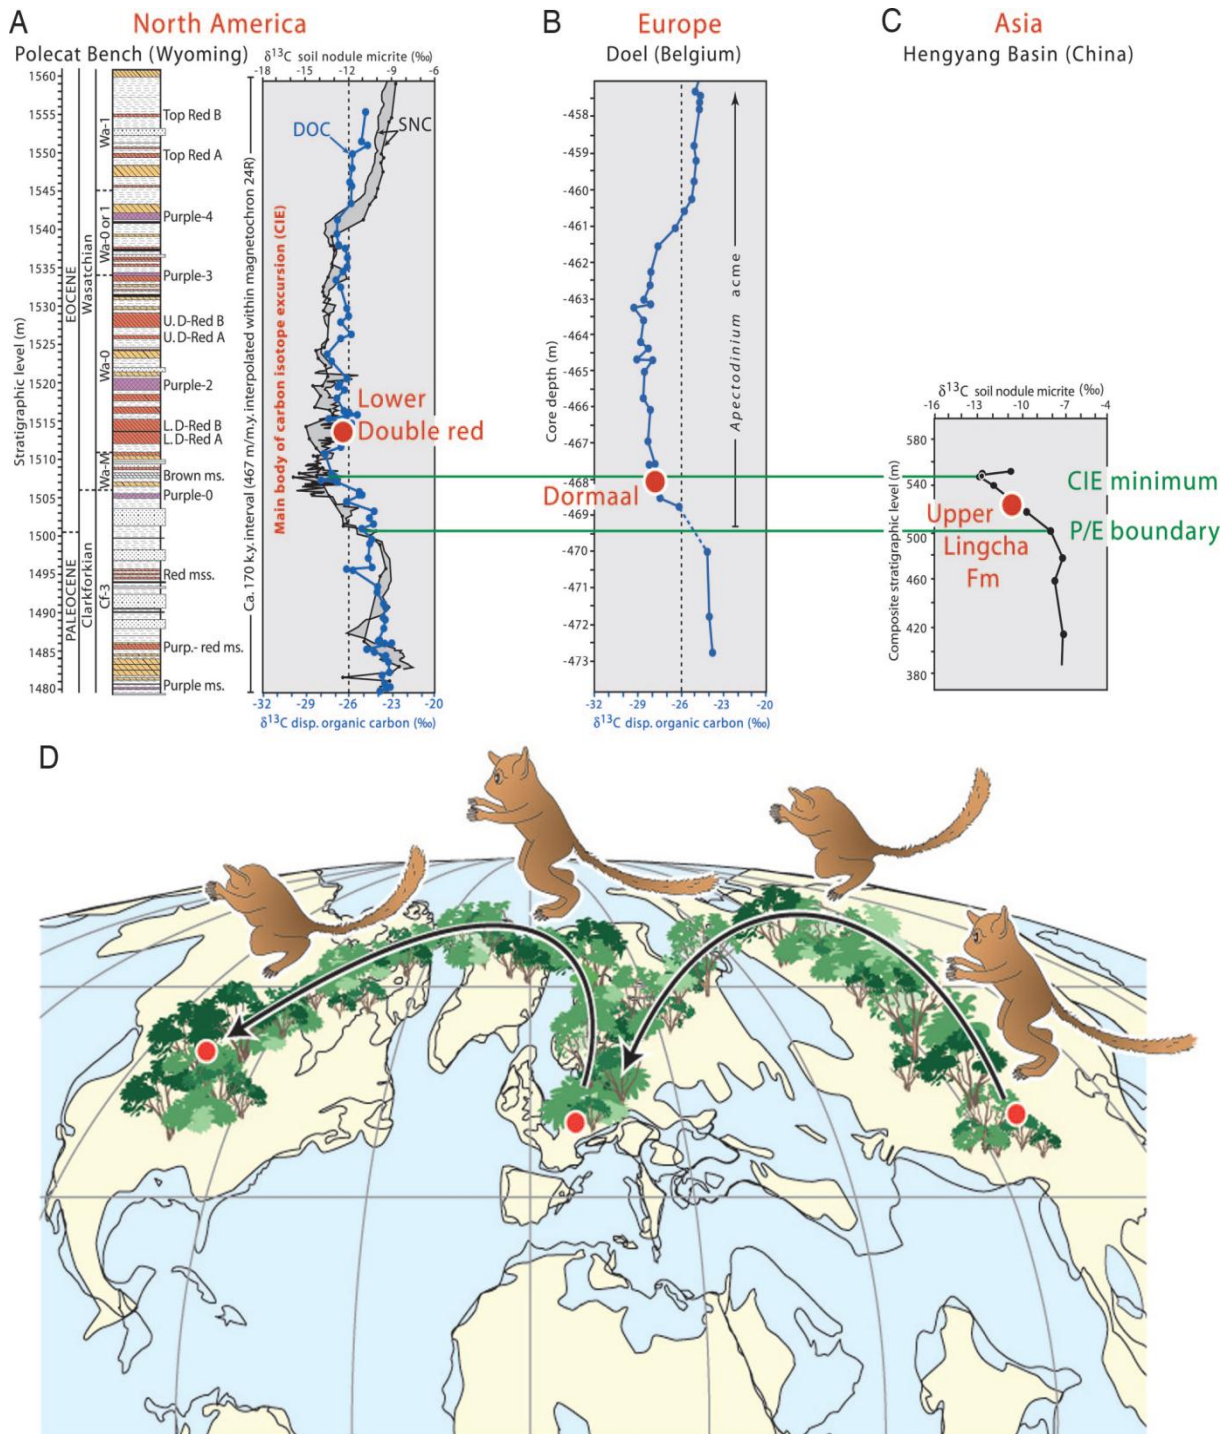 A
North America
Polecat Bench (Wyoming)
δ13C soil nodule micrite (‰)
-18 -15 -12 -9 -6
Stratigraphic level (m)
1560
1555
1550
1545
1540
1535
1530
1525
1520
1515
1510
1505
1500
1495
1490
1485
1480
PALEOCENE
EOCENE
Clarkforkian
Wasatchian
Cf-3
Wa-M
Wa-0
Wa-0 or 1
Wa-1
Top Red B
Top Red A
Purple-4
Purple-3
U. D-Red B
U. D-Red A
Purple-2
L. D-Red B
L. D-Red A
Brown ms.
Purple-0
Red mss.
Purp.- red ms.
Purple ms.
Ca. 170 k.y. interval (467 m/m.y. interpolated within magnetochron 24R)
Main body of carbon isotope excursion (CIE)
DOC
SNC
Lower
Double red
-32 -29 -26 -23 -20
δ13C disp. organic carbon (‰)
B
Europe
Doel (Belgium)
Core depth (m)
-458
-459
-460
-461
-462
-463
-464
-465
-466
-467
-468
-469
-470
-471
-472
-473
Apectodinium acme
Dormaal
-32 -29 -26 -23 -20
δ13C disp. organic carbon (‰)
C
Asia
Hengyang Basin (China)
δ13C soil nodule micrite (‰)
-16 -13 -10 -7 -4
Composite stratigraphic level (m)
580
540
500
460
420
380
CIE minimum
P/E boundary
Upper
Lingcha
Fm
D